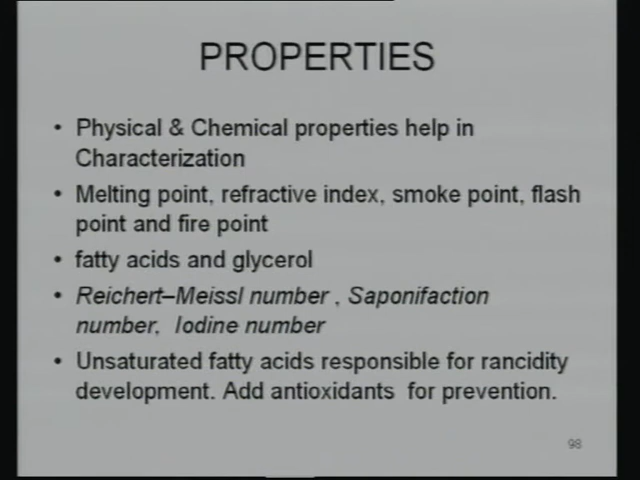 PROPERTIES
• Physical & Chemical properties help in
Characterization
• Melting point, refractive index, smoke point, flash
point and fire point
• fatty acids and glycerol
• Reichert–Meissl number , Saponifaction
number, Iodine number
• Unsaturated fatty acids responsible for rancidity
development. Add antioxidants for prevention.
98